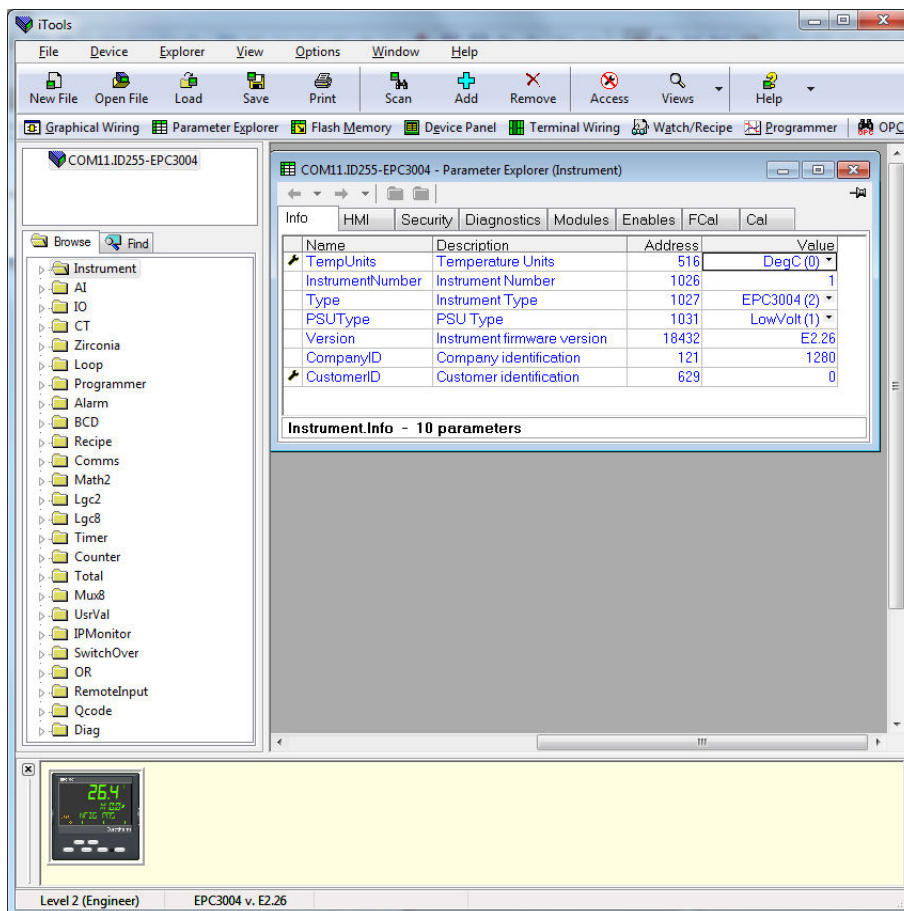 iTools
File Device Explorer View Options Window Help
New File Open File Load Save Print Scan Add Remove Access Views Help
Graphical Wiring Parameter Explorer Flash Memory Device Panel Terminal Wiring Watch/Recipe Programmer OPC
COM11.ID255-EPC3004
Browse Find
Instrument
AI
IO
CT
Zirconia
Loop
Programmer
Alarm
BCD
Recipe
Comms
Math2
Lgc2
Lgc8
Timer
Counter
Total
Mux8
UsrVal
IPMonitor
SwitchOver
OR
RemoteInput
Qcode
Diag
COM11.ID255-EPC3004 - Parameter Explorer (Instrument)
Info HMI Security Diagnostics Modules Enables FCal Cal
Name Description Address Value
TempUnits Temperature Units 516 DegC (0)
InstrumentNumber Instrument Number 1026 1
Type Instrument Type 1027 EPC3004 (2)
PSUType PSU Type 1031 LowVolt (1)
Version Instrument firmware version 18432 E2.26
CompanyID Company identification 121 1280
CustomerID Customer identification 629 0
Instrument.Info - 10 parameters
26.4
Level 2 (Engineer) EPC3004 v. E2.26